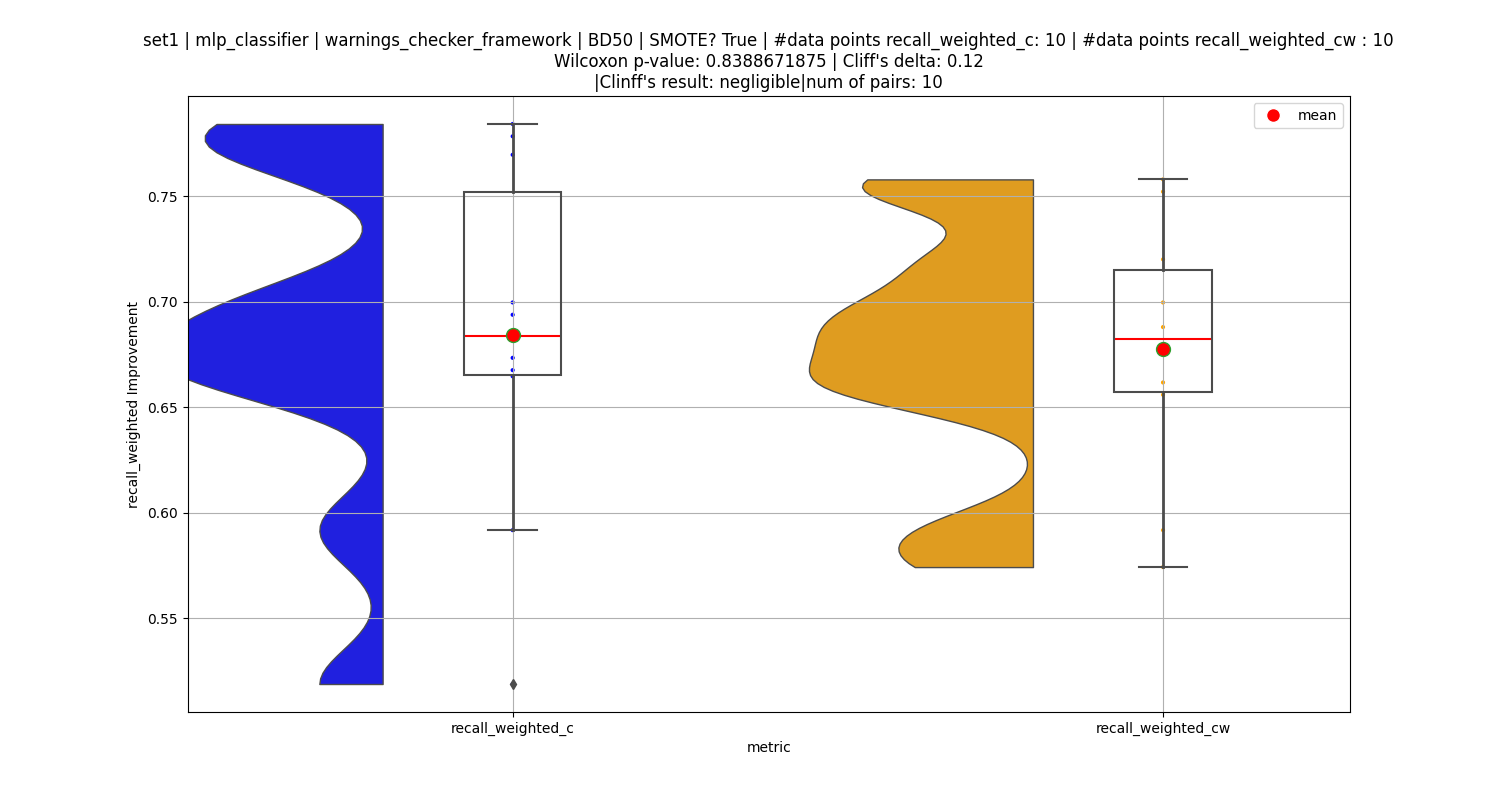 set1 | mlp_classifier | warnings_checker_framework | BD50 | SMOTE? True | #data points recall_weighted_c: 10 | #data points recall_weighted_cw : 10
Wilcoxon p-value: 0.8388671875 | Cliff's delta: 0.12
|Clinff's result: negligible|num of pairs: 10
mean
0.75
0.70
0.65
0.60
0.55
recall_weighted Improvement
recall_weighted_c
recall_weighted_cw
metric